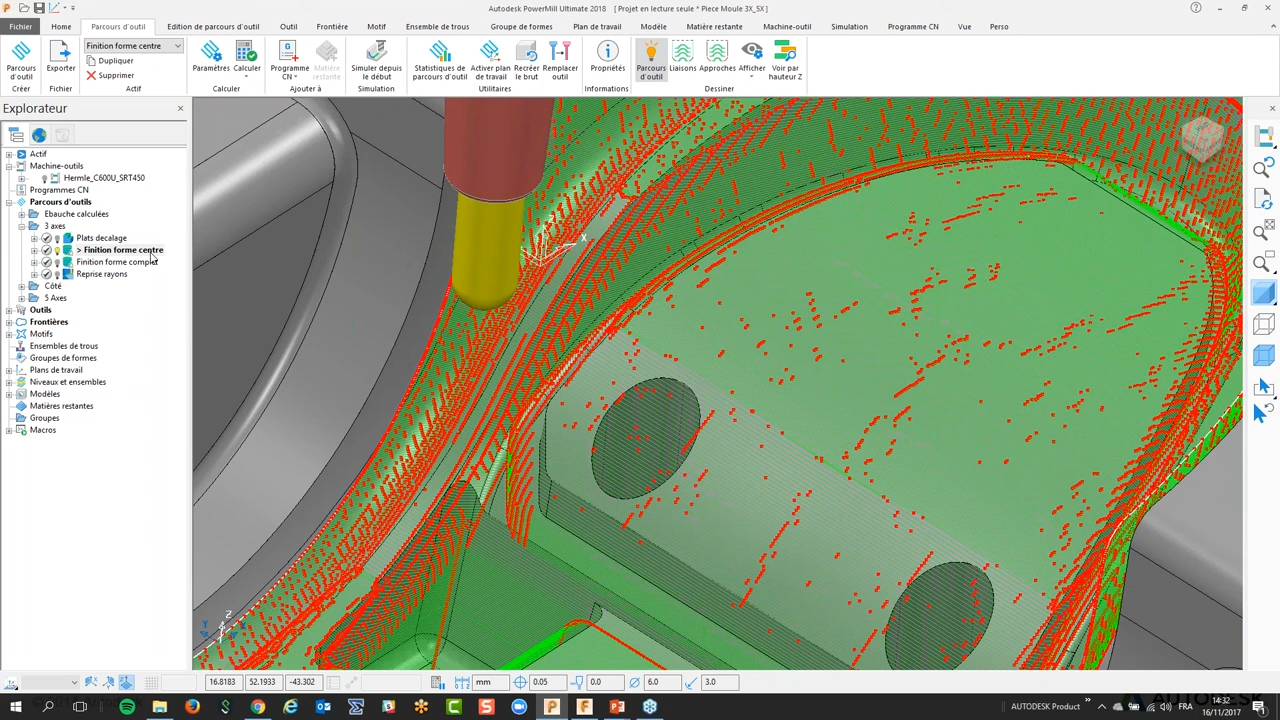 Autodesk PowerMill Ultimate 2018 [ Projet en lecture seule * Piece Moule 3X_5X ]
Fichier Home Parcours d'outil Edition de parcours d'outil Outil Frontière Motif Ensemble de trous Groupe de formes Plan de travail Modèle Matière restante Machine-outil Simulation Programme CN Vue Perso
Finition forme centre
Dupliquer
Supprimer
Parcours d'outil Exporter Paramètres Calculer Programme CN Matière restante Simuler depuis le début Statistiques de parcours d'outil Activer plan de travail Recréer le brut Remplacer outil Propriétés Parcours d'outil Liaisons Approches Afficher Voir par hauteur Z
Créer Fichier Actif Calculer Ajouter à Simulation Utilitaires Informations Dessiner
Explorateur
Actif
Machine-outils
Hermle_C600U_SRT450
Programmes CN
Parcours d'outils
Ebauche calculées
3 axes
Plats decalage
> Finition forme centre
Finition forme complet
Reprise rayons
Côté
5 Axes
Outils
Frontières
Motifs
Ensembles de trous
Groupes de formes
Plans de travail
Niveaux et ensembles
Modèles
Matières restantes
Groupes
Macros
X
Z
Y
16.8183 52.1933 -43.302 mm 0.05 0.0 6.0 3.0
AUTODESK
AUTODESK Product
FRA
14:32
16/11/2017